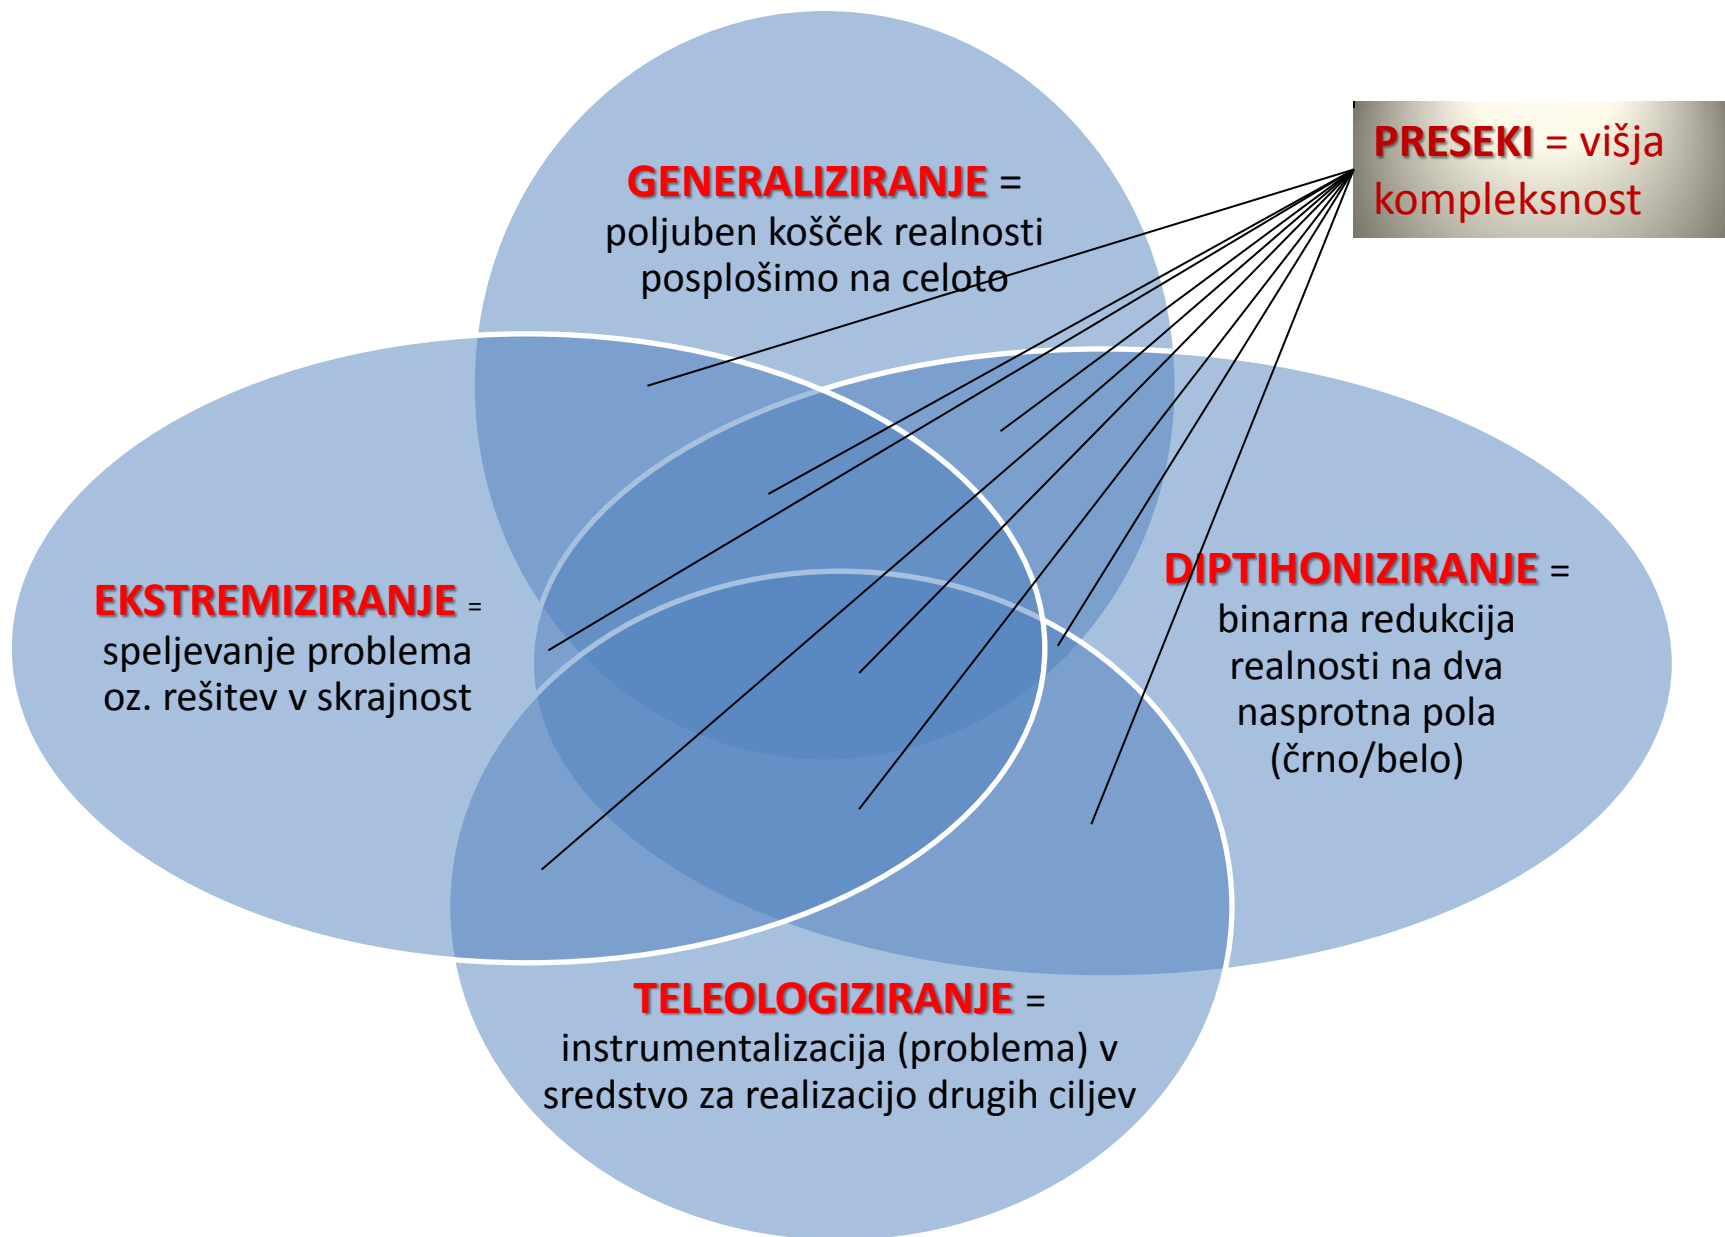 GENERALIZIRANJE =
poljuben košček realnosti
posplošimo na celoto
PRESEKI = višja
kompleksnost
EKSTREMIZIRANJE =
speljevanje problema
oz. rešitev v skrajnost
DIPTIHONIZIRANJE =
binarna redukcija
realnosti na dva
nasprotna pola
(črno/belo)
TELEOLOGIZIRANJE =
instrumentalizacija (problema) v
sredstvo za realizacijo drugih ciljev